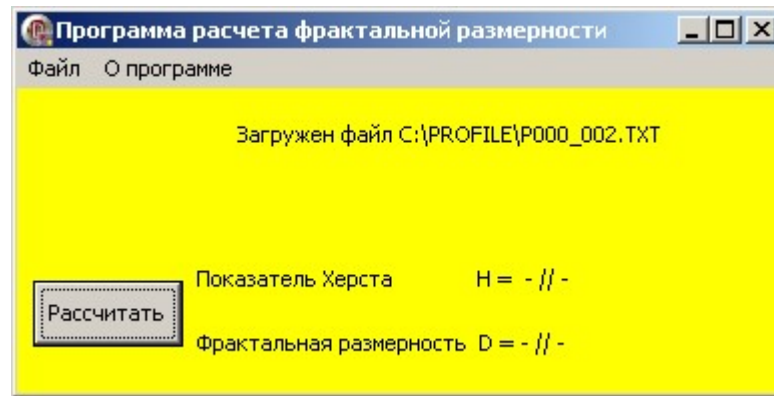 Программа расчета фрактальной размерности
Файл О программе
Загружен файл C:\PROFILE\P000_002.TXT
Показатель Херста H = - // -
Рассчитать
Фрактальная размерность D = - // -